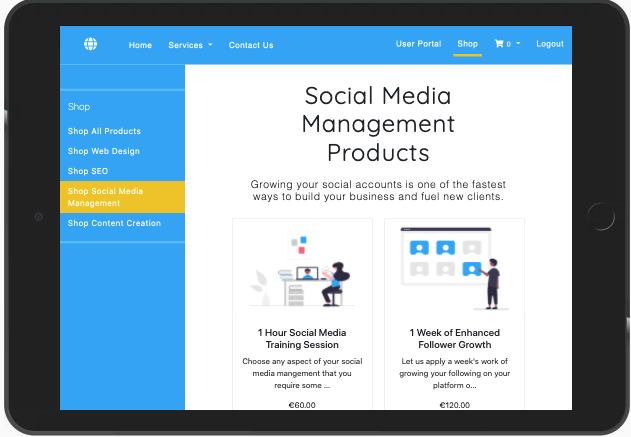 Home Services Contact Us User Portal Shop 0 Logout
Shop
Shop All Products
Shop Web Design
Shop SEO
Shop Social Media
Management
Shop Content Creation
Social Media
Management
Products
Growing your social accounts is one of the fastest
ways to build your business and fuel new clients.
1 Hour Social Media
Training Session
Choose any aspect of your social
media mangement that you
require some ...
€60.00
1 Week of Enhanced
Follower Growth
Let us apply a week's work of
growing your following on your
platform o...
€120.00